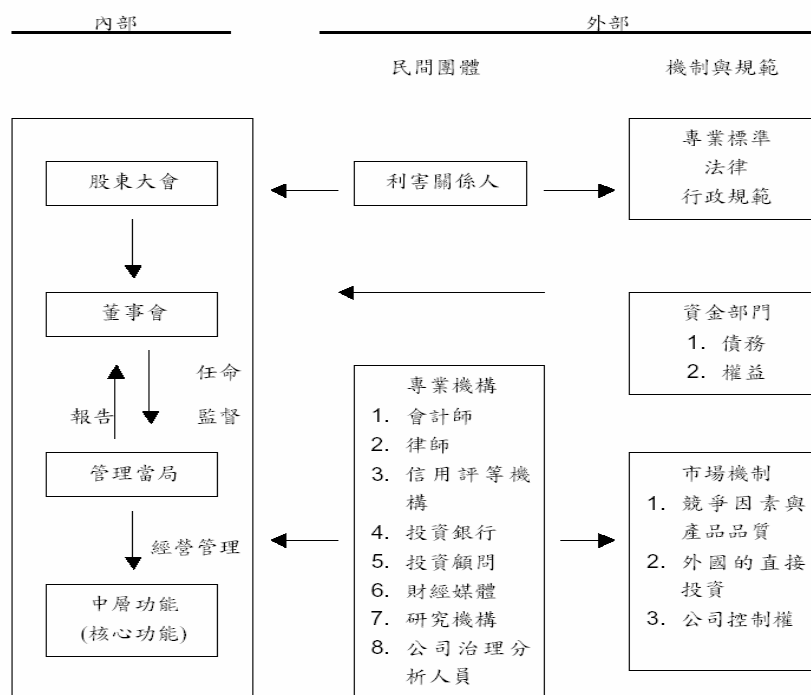 內部
外部
民間團體
機制與規範
股東大會
董事會
任命
報告
監督
管理當局
經營管理
中層功能
(核心功能)
利害關係人
專業機構
1. 會計師
2. 律師
3. 信用評等機
構
4. 投資銀行
5. 投資顧問
6. 財經媒體
7. 研究機構
8. 公司治理分
析人員
專業標準
法律
行政規範
資金部門
1. 債務
2. 權益
市場機制
1. 競爭因素與
產品品質
2. 外國的直接
投資
3. 公司控制權